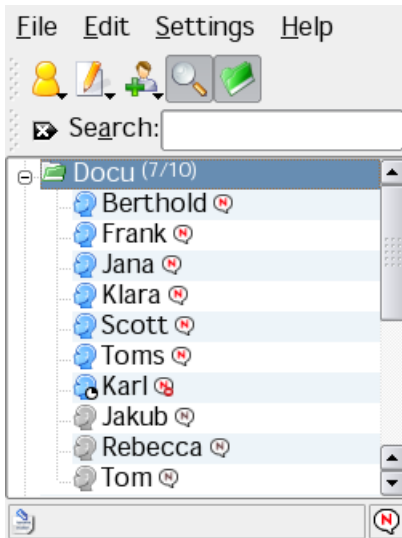 File Edit Settings Help
Search:
Docu (7/10)
Berthold
Frank
Jana
Klara
Scott
Toms
Karl
Jakub
Rebecca
Tom